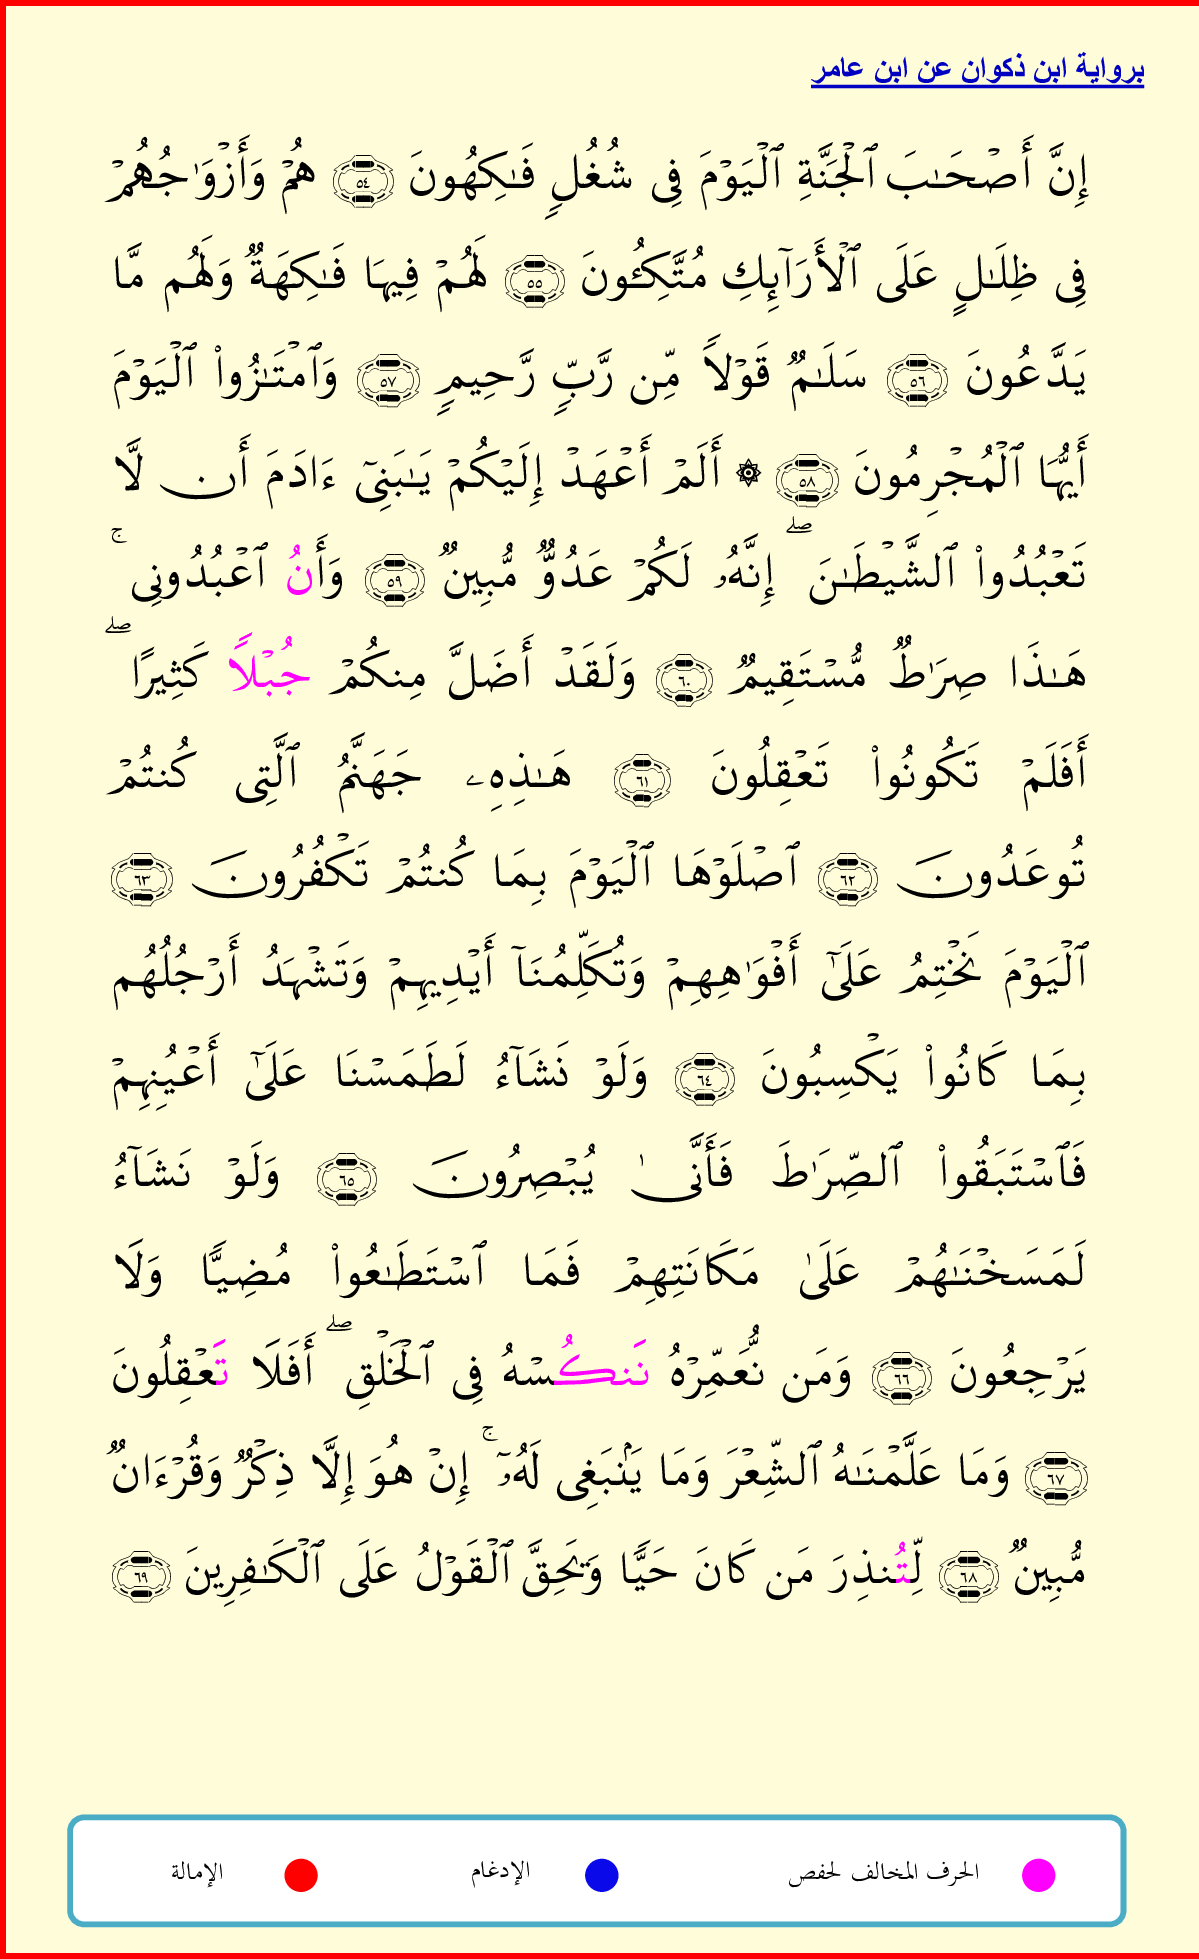 برواية ابن ذكوان عن ابن عامر
إِنَّ أَصْحَـٰبَ ٱلْجَنَّةِ ٱلْيَوْمَ فِى شُغُلٍ فَـٰكِهُونَ ٥٤ هُمْ وَأَزْوَٰجُهُمْ
فِى ظِلَـٰلٍ عَلَى ٱلْأَرَآئِكِ مُتَّكِـُٔونَ ٥٥ لَهُمْ فِيهَا فَـٰكِهَةٌ وَلَهُم مَّا
يَدَّعُونَ ٥٦ سَلَـٰمٌ قَوْلاً مِّن رَّبٍّ رَّحِيمٍ ٥٧ وَٱمْتَـٰزُوا۟ ٱلْيَوْمَ
أَيُّهَا ٱلْمُجْرِمُونَ ٥٨ ۞ أَلَمْ أَعْهَدْ إِلَيْكُمْ يَـٰبَنِىٓ ءَادَمَ أَن لَّا
تَعْبُدُوا۟ ٱلشَّيْطَـٰنَ ۖ إِنَّهُۥ لَكُمْ عَدُوٌّ مُّبِينٌ ٥٩ وَأَنُ ٱعْبُدُونِى ۚ
هَـٰذَا صِرَٰطٌ مُّسْتَقِيمٌ ٦٠ وَلَقَدْ أَضَلَّ مِنكُمْ جُبْلاً كَثِيرًا ۖ
أَفَلَمْ تَكُونُوا۟ تَعْقِلُونَ ٦١ هَـٰذِهِۦ جَهَنَّمُ ٱلَّتِى كُنتُمْ
تُوعَدُونَ ٦٢ ٱصْلَوْهَا ٱلْيَوْمَ بِمَا كُنتُمْ تَكْفُرُونَ ٦٣
ٱلْيَوْمَ نَخْتِمُ عَلَىٰٓ أَفْوَٰهِهِمْ وَتُكَلِّمُنَآ أَيْدِيهِمْ وَتَشْهَدُ أَرْجُلُهُم
بِمَا كَانُوا۟ يَكْسِبُونَ ٦٤ وَلَوْ نَشَآءُ لَطَمَسْنَا عَلَىٰٓ أَعْيُنِهِمْ
فَٱسْتَبَقُوا۟ ٱلصِّرَٰطَ فَأَنَّىٰ يُبْصِرُونَ ٦٥ وَلَوْ نَشَآءُ
لَمَسَخْنَـٰهُمْ عَلَىٰ مَكَانَتِهِمْ فَمَا ٱسْتَطَـٰعُوا۟ مُضِيًّا وَلَا
يَرْجِعُونَ ٦٦ وَمَن نُّعَمِّرْهُ نَنكُسْهُ فِى ٱلْخَلْقِ ۖ أَفَلَا تَعْقِلُونَ
٦٧ وَمَا عَلَّمْنَـٰهُ ٱلشِّعْرَ وَمَا يَنۢبَغِى لَهُۥٓ ۚ إِنْ هُوَ إِلَّا ذِكْرٌ وَقُرْءَانٌ
مُّبِينٌ ٦٨ لِّتُنذِرَ مَن كَانَ حَيًّا وَيَحِقَّ ٱلْقَوْلُ عَلَى ٱلْكَـٰفِرِينَ ٦٩
الحرف المخالف لحفص الإدغام الإمالة